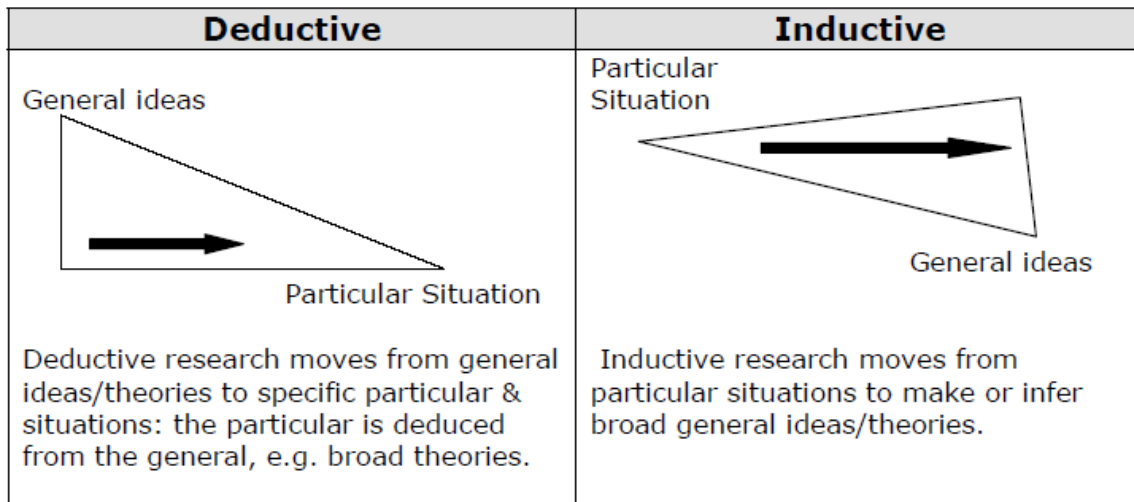 Deductive
Inductive
General ideas
Particular Situation
Deductive research moves from general
ideas/theories to specific particular &
situations: the particular is deduced
from the general, e.g. broad theories.
Particular
Situation
General ideas
Inductive research moves from
particular situations to make or infer
broad general ideas/theories.